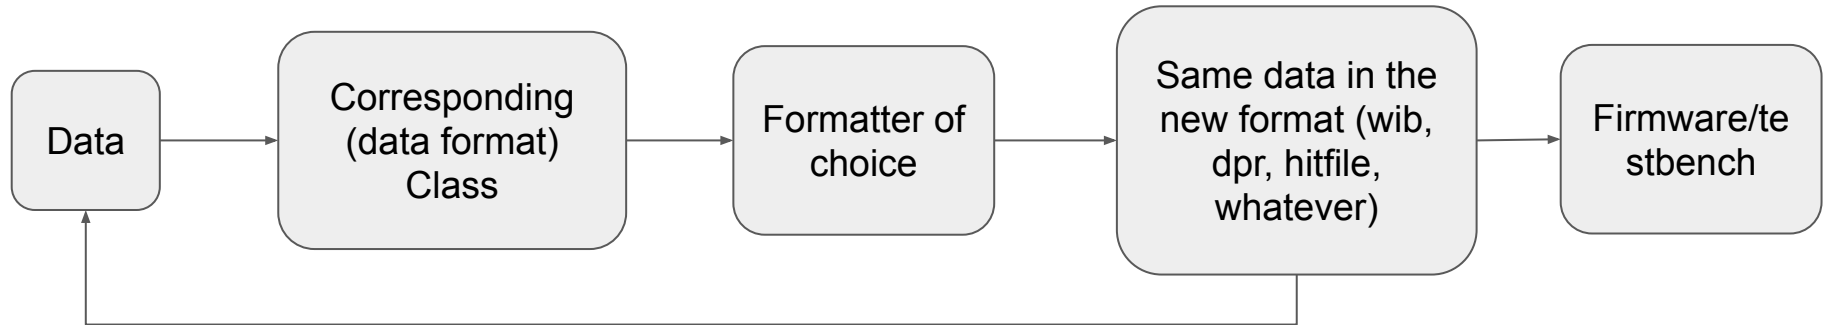 Data
Corresponding
(data format)
Class
Formatter of
choice
Same data in the
new format (wib,
dpr, hitfile,
whatever)
Firmware/te
stbench